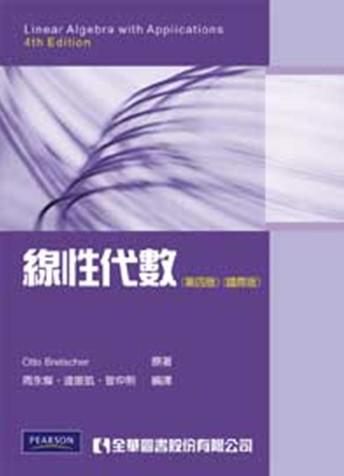 Linear Algebra with Applications
4th Edition
線性代數(第四版)(國際版)
Otto Bretscher 原著
編譯
PEARSON 全華圖書股份有限公司